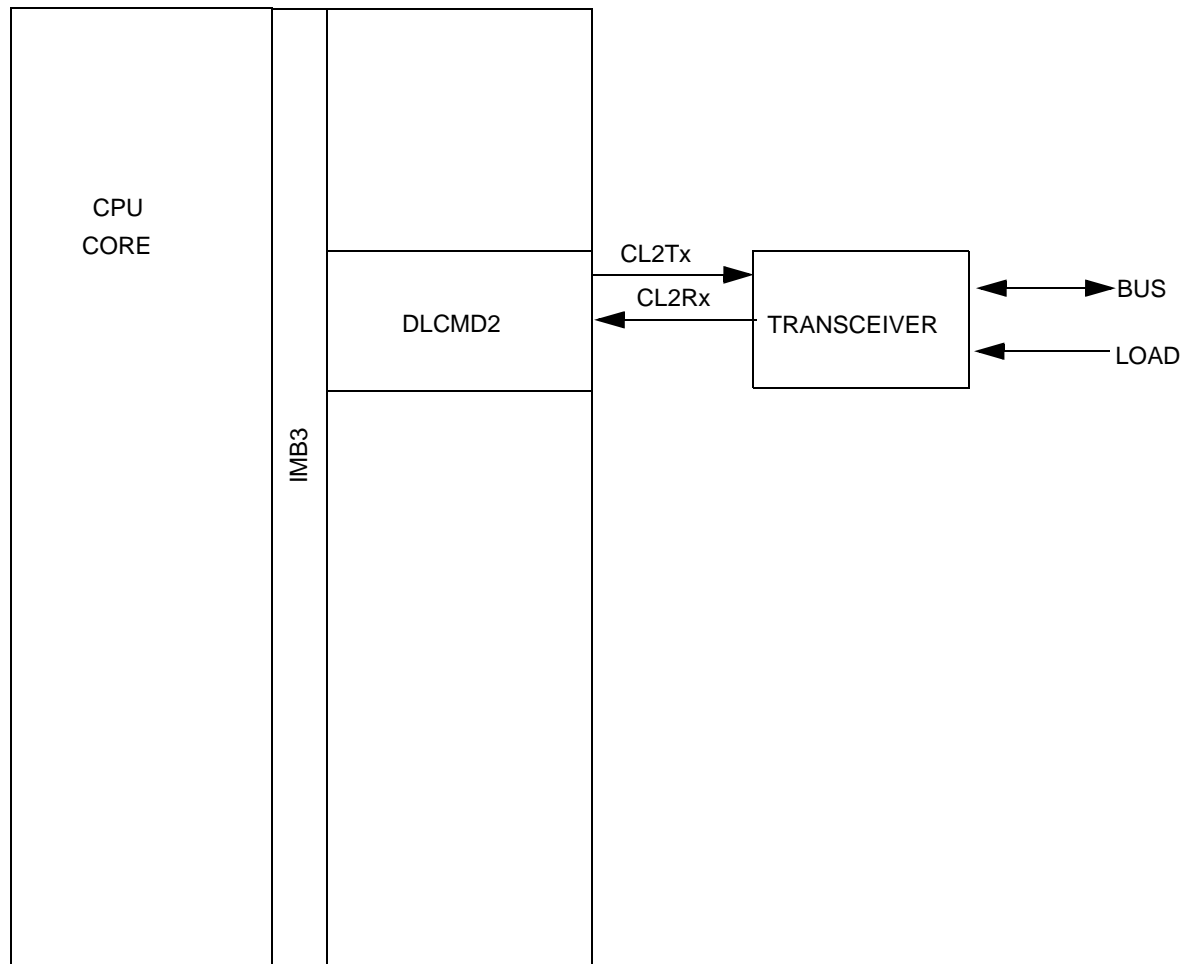 CPU
CORE
IMB3
DLCMD2
CL2Tx
CL2Rx
TRANSCEIVER
BUS
LOAD